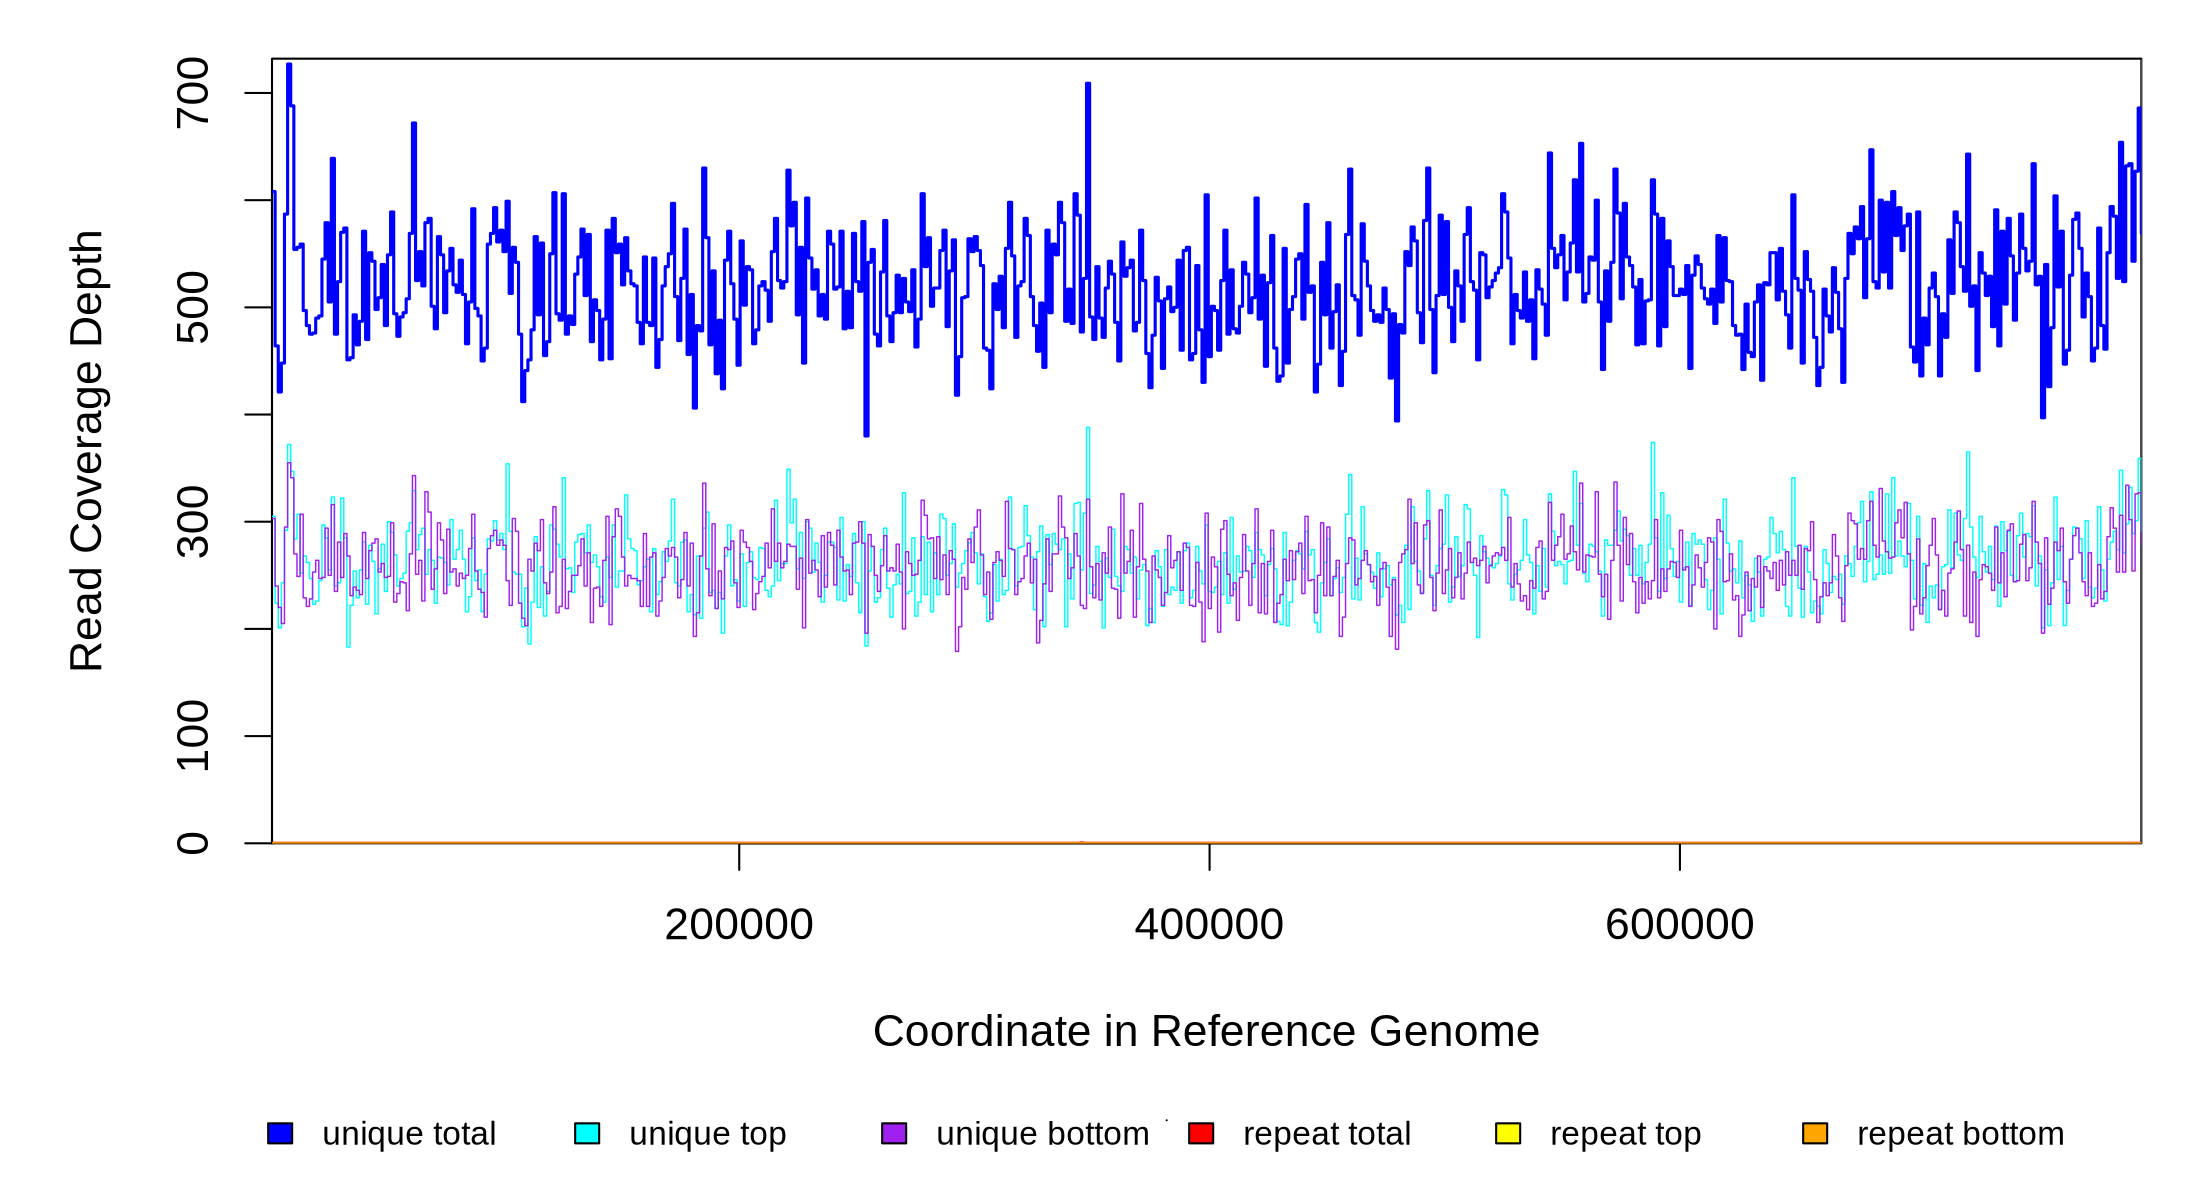 700
500
300
100
0
Read Coverage Depth
200000 400000 600000
Coordinate in Reference Genome
unique total unique top unique bottom repeat total repeat top repeat bottom